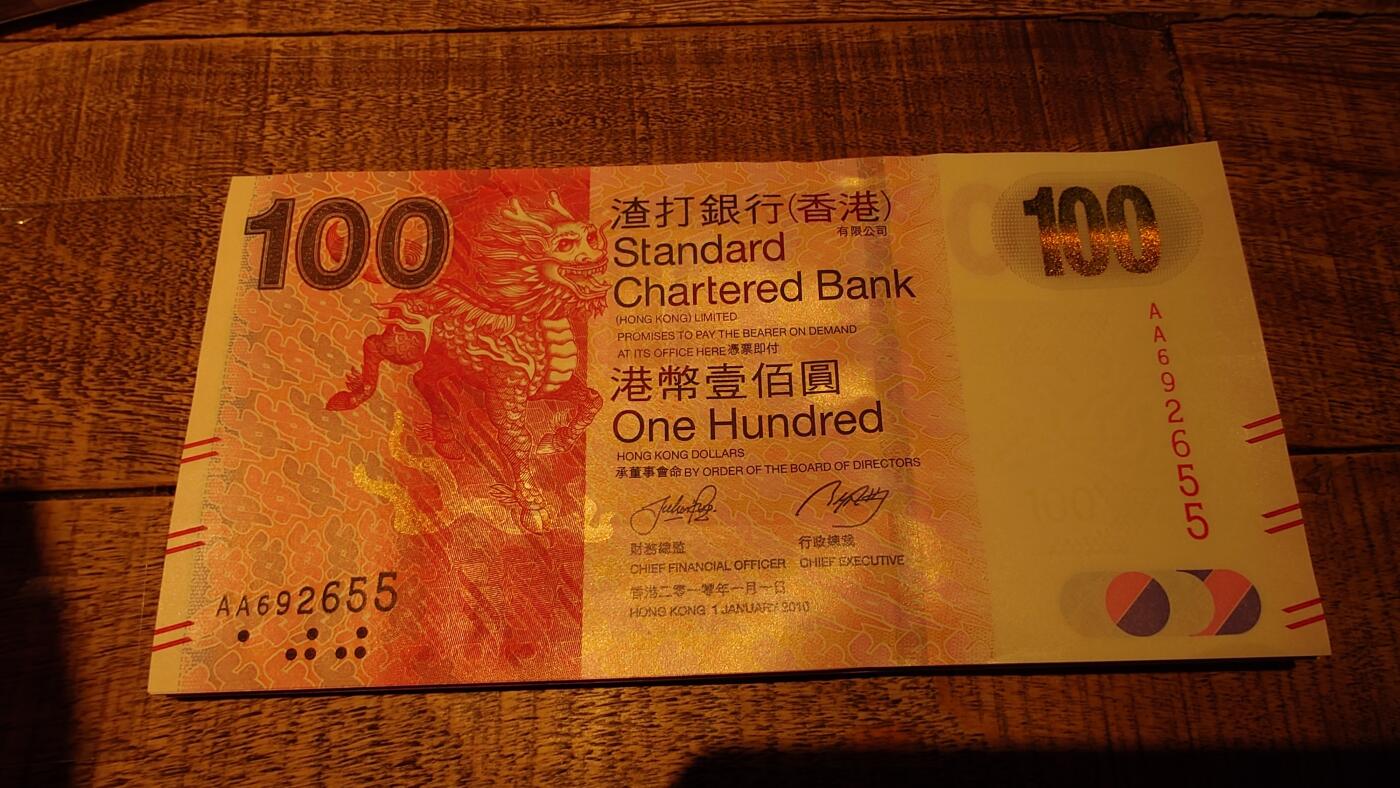 100
渣打銀行(香港)
有限公司
Standard
Chartered Bank
(HONG KONG) LIMITED
PROMISES TO PAY THE BEARER ON DEMAND
AT ITS OFFICE HERE 憑票即付
港幣壹佰圓
One Hundred
HONG KONG DOLLARS
承董事會命 BY ORDER OF THE BOARD OF DIRECTORS
財務總監
CHIEF FINANCIAL OFFICER
行政總裁
CHIEF EXECUTIVE
香港二零一零年一月一日
HONG KONG 1 JANUARY 2010
AA692655
100
AA692655